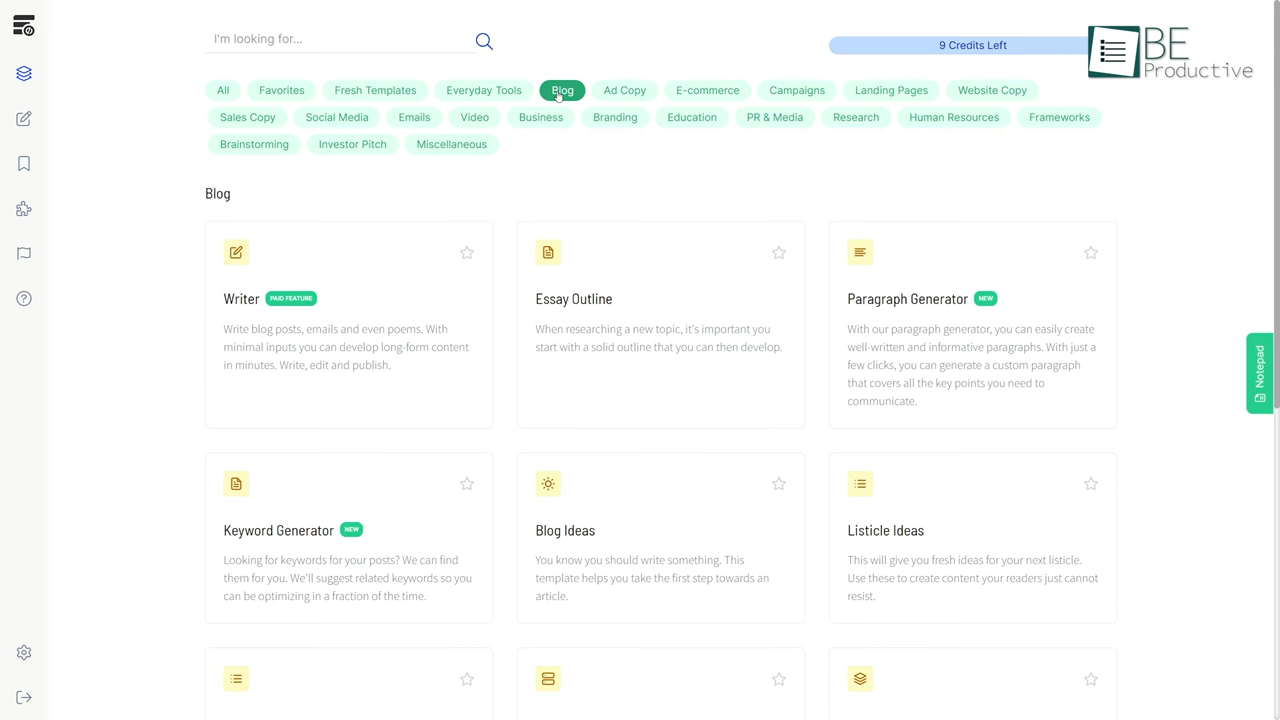 I'm looking for...
9 Credits Left
BE
Productive
All Favorites Fresh Templates Everyday Tools Blog Ad Copy E-commerce Campaigns Landing Pages Website Copy
Sales Copy Social Media Emails Video Business Branding Education PR & Media Research Human Resources Frameworks
Brainstorming Investor Pitch Miscellaneous
Blog
Writer PAID FEATURE
Write blog posts, emails and even poems. With
minimal inputs you can develop long-form content
in minutes. Write, edit and publish.
Essay Outline
When researching a new topic, it's important you
start with a solid outline that you can then develop.
Paragraph Generator NEW
With our paragraph generator, you can easily create
well-written and informative paragraphs. With just a
few clicks, you can generate a custom paragraph
that covers all the key points you need to
communicate.
Notepad
Keyword Generator NEW
Looking for keywords for your posts? We can find
them for you. We'll suggest related keywords so you
can be optimizing in a fraction of the time.
Blog Ideas
You know you should write something. This
template helps you take the first step towards an
article.
Listicle Ideas
This will give you fresh ideas for your next listicle.
Use these to create content your readers just cannot
resist.